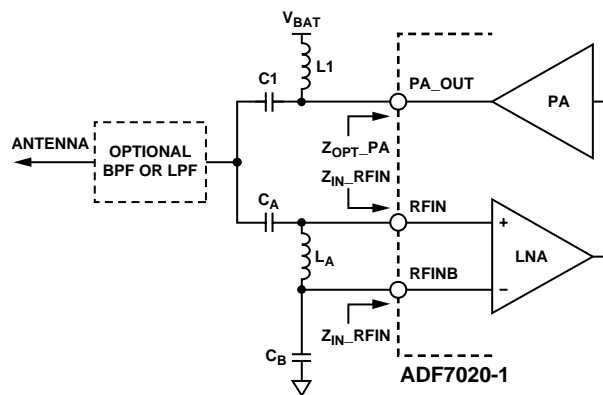 VBAT
L1
C1
PA_OUT
PA
ANTENNA
OPTIONAL
BPF OR LPF
ZOPT_PA
ZIN_RFIN
CA
RFIN
+
LA
LNA
RFINB
−
ZIN_RFIN
CB
ADF7020-1